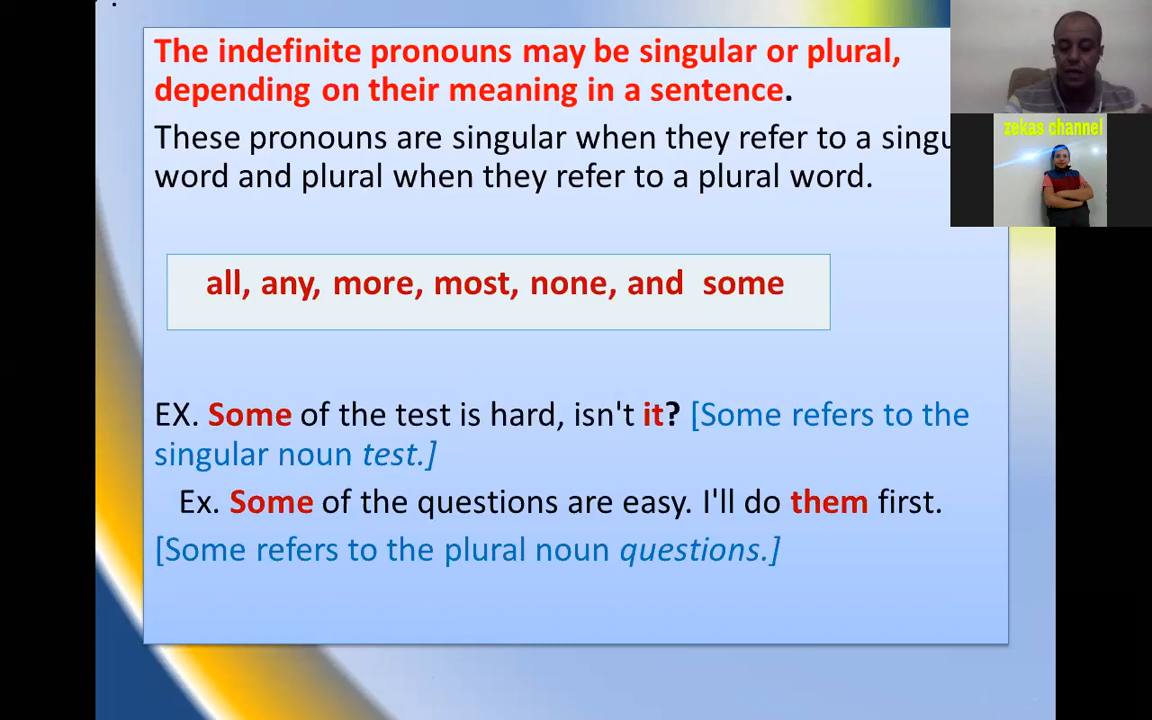 The indefinite pronouns may be singular or plural,
depending on their meaning in a sentence.
These pronouns are singular when they refer to a
word and plural when they refer to a plural word.
all, any, more, most, none, and some
EX. Some of the test is hard, isn't it? [Some refers to the
singular noun test.]
Ex. Some of the questions are easy. I'll do them first.
[Some refers to the plural noun questions.]
zekas channel